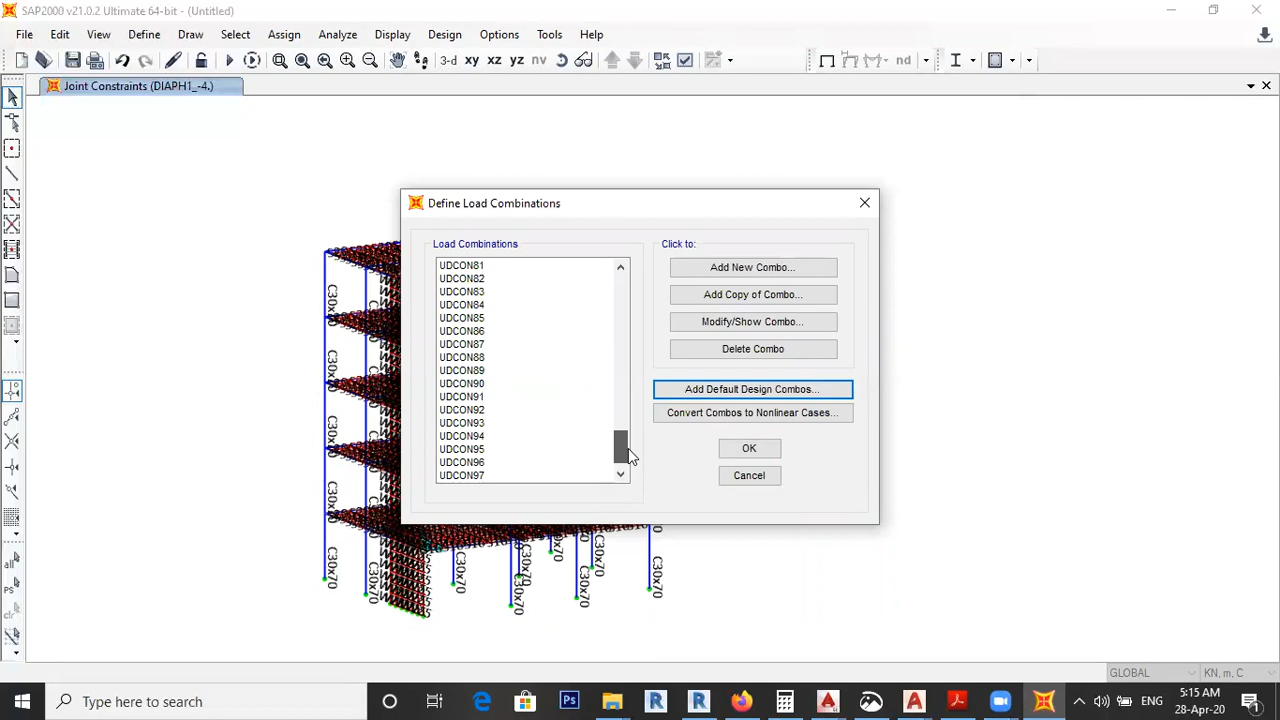 SAP2000 v21.0.2 Ultimate 64-bit - (Untitled)
File Edit View Define Draw Select Assign Analyze Display Design Options Tools Help
3-d xy xz yz nv nd
Joint Constraints (DIAPH1_-4,)
Define Load Combinations
Load Combinations
Click to:
UDCON81
UDCON82
UDCON83
UDCON84
UDCON85
UDCON86
UDCON87
UDCON88
UDCON89
UDCON90
UDCON91
UDCON92
UDCON93
UDCON94
UDCON95
UDCON96
UDCON97
Add New Combo...
Add Copy of Combo...
Modify/Show Combo...
Delete Combo
Add Default Design Combos...
Convert Combos to Nonlinear Cases...
OK
Cancel
C30x70
C30x70
C30x70
C30x70
C30x70
C30x70
C30x70
C30x70
C30x70
C30x70
C30x70
all
PS
clr
GLOBAL
KN, m, C
Type here to search
ENG
5:15 AM
28-Apr-20